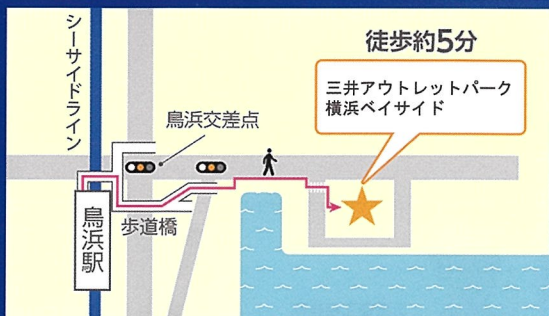 シーサイドライン
徒歩約5分
三井アウトレットパーク
横浜ベイサイド
鳥浜交差点
歩道橋
鳥浜駅